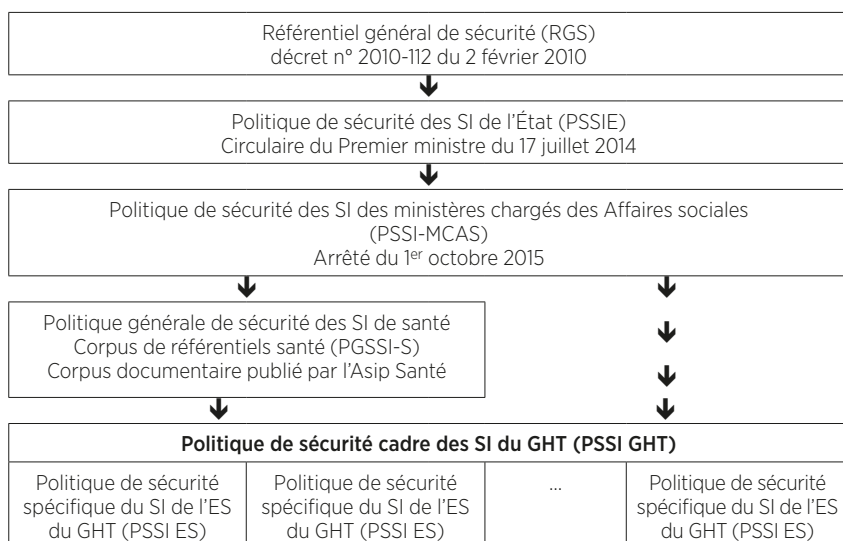 Référentiel général de sécurité (RGS)
décret n° 2010-112 du 2 février 2010
Politique de sécurité des SI de l’État (PSSIE)
Circulaire du Premier ministre du 17 juillet 2014
Politique de sécurité des SI des ministères chargés des Affaires sociales
(PSSI-MCAS)
Arrêté du 1er octobre 2015
Politique générale de sécurité des SI de santé
Corpus de référentiels santé (PGSSI-S)
Corpus documentaire publié par l’Asip Santé
Politique de sécurité cadre des SI du GHT (PSSI GHT)
Politique de sécurité
spécifique du SI de l’ES
du GHT (PSSI ES)
Politique de sécurité
spécifique du SI de l’ES
du GHT (PSSI ES)
...
Politique de sécurité
spécifique du SI de l’ES
du GHT (PSSI ES)